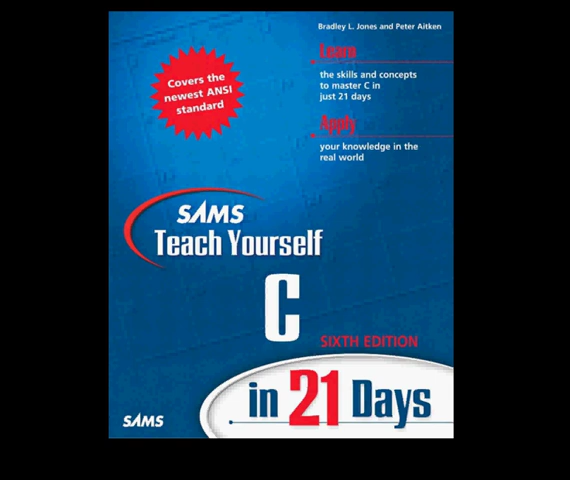 Bradley L. Jones and Peter Aitken
Learn
the skills and concepts
to master C in
just 21 days
Covers the
newest ANSI
standard
Apply
your knowledge in the
real world
SAMS
Teach Yourself
C
SIXTH EDITION
in 21 Days
SAMS